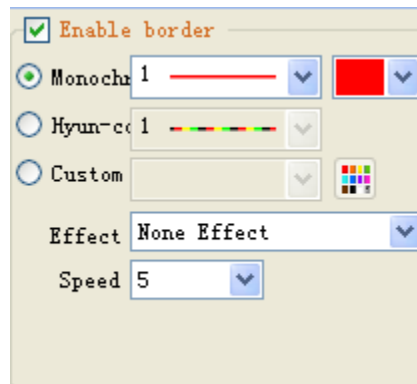 Enable border
Monochr 1
Hyun-co 1
Custom
Effect None Effect
Speed 5